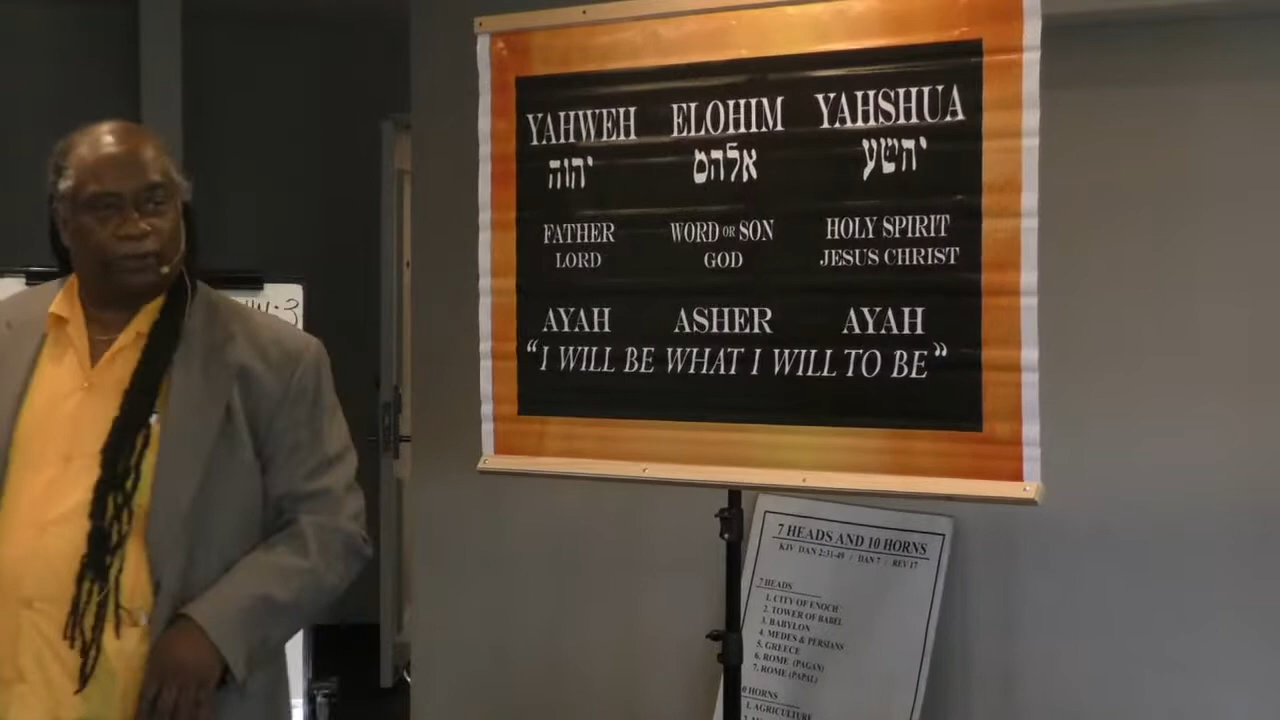 YAHWEH ELOHIM YAHSHUA
יהוה אלהם יהשע
FATHER WORD OR SON HOLY SPIRIT
LORD GOD JESUS CHRIST
AYAH ASHER AYAH
“I WILL BE WHAT I WILL TO BE”
7 HEADS AND 10 HORNS
KJV DAN 2:31-49 / DAN 7 / REV 17
7 HEADS
1. CITY OF ENOCH
2. TOWER OF BABEL
3. BABYLON
4. MEDES & PERSIANS
5. GREECE
6. ROME (PAGAN)
7. ROME (PAPAL)
0 HORNS
1. AGRICULTURE